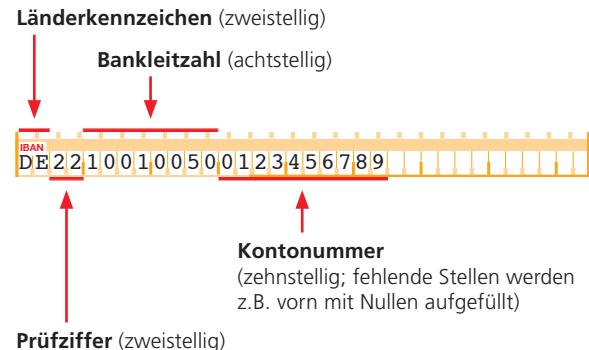 Länderkennzeichen (zweistellig)
Bankleitzahl (achtstellig)
IBAN
DE22100100500123456789
Kontonummer
(zehnstellig; fehlende Stellen werden
z.B. vorn mit Nullen aufgefüllt)
Prüfziffer (zweistellig)